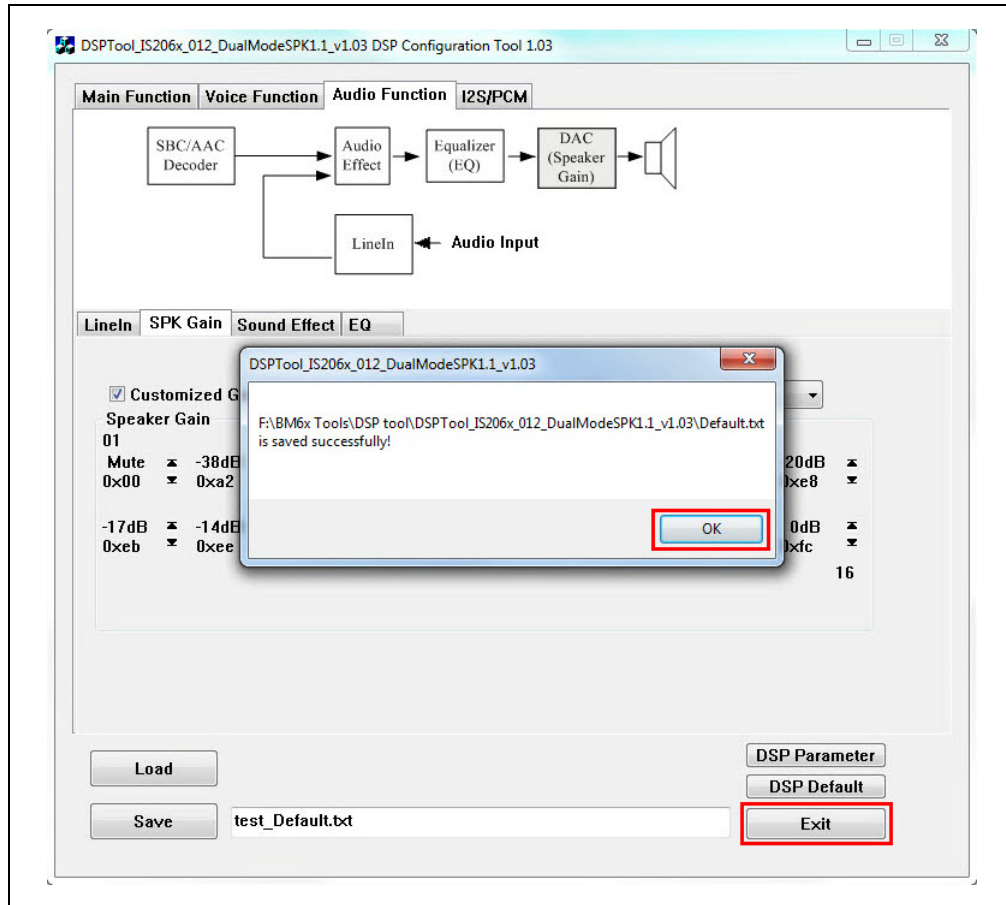 DSPTool_IS206x_012_DualModeSPK1.1_v1.03 DSP Configuration Tool 1.03
Main Function Voice Function Audio Function I2S/PCM
SBC/AAC
Decoder
Audio
Effect
Equalizer
(EQ)
DAC
(Speaker
Gain)
LineIn
Audio Input
LineIn SPK Gain Sound Effect EQ
DSPTool_IS206x_012_DualModeSPK1.1_v1.03
F:\BM6x Tools\DSP tool\DSPTool_IS206x_012_DualModeSPK1.1_v1.03\Default.txt
is saved successfully!
OK
Customized G
Speaker Gain
01
Mute -38dB 20dB
0x00 0xa2 0xe8
-17dB -14dB 0dB
0xeb 0xee 0xfc
16
Load
DSP Parameter
DSP Default
Save test_Default.txt Exit